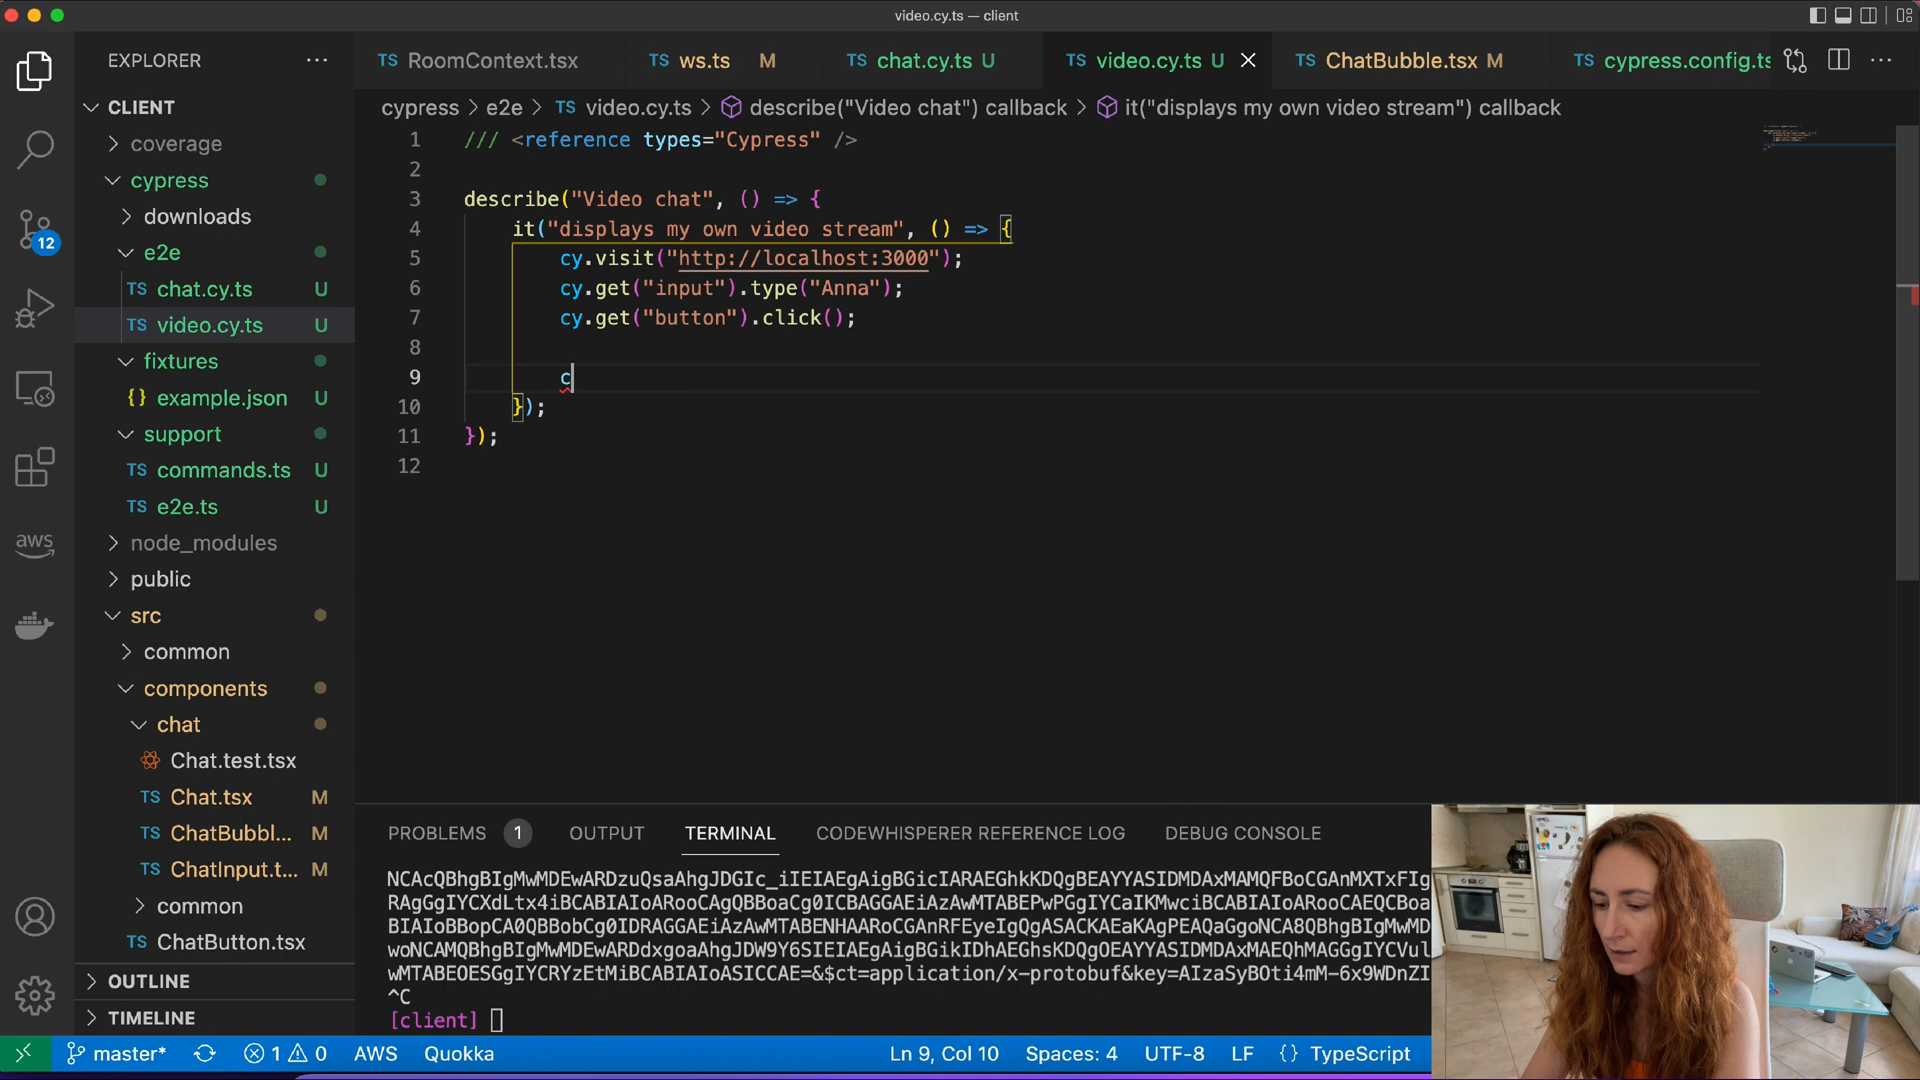 video.cy.ts — client
EXPLORER
RoomContext.tsx
ws.ts M
chat.cy.ts U
video.cy.ts U
ChatBubble.tsx M
cypress.config.ts
cypress > e2e > TS video.cy.ts > describe("Video chat") callback > it("displays my own video stream") callback
CLIENT
coverage
cypress
downloads
e2e
TS chat.cy.ts U
TS video.cy.ts U
fixtures
{} example.json U
support
TS commands.ts U
TS e2e.ts U
node_modules
public
src
common
components
chat
Chat.test.tsx
TS Chat.tsx M
TS ChatBubbl... M
TS ChatInput.t... M
common
TS ChatButton.tsx
OUTLINE
TIMELINE
12
aws
1 /// <reference types="Cypress" />
2
3 describe("Video chat", () => {
4 it("displays my own video stream", () => {
5 cy.visit("http://localhost:3000");
6 cy.get("input").type("Anna");
7 cy.get("button").click();
8
9 c
10 });
11 });
12
PROBLEMS 1 OUTPUT TERMINAL CODEWHISPERER REFERENCE LOG DEBUG CONSOLE
^C
[client]
master* 1 0 AWS Quokka Ln 9, Col 10 Spaces: 4 UTF-8 LF {} TypeScript